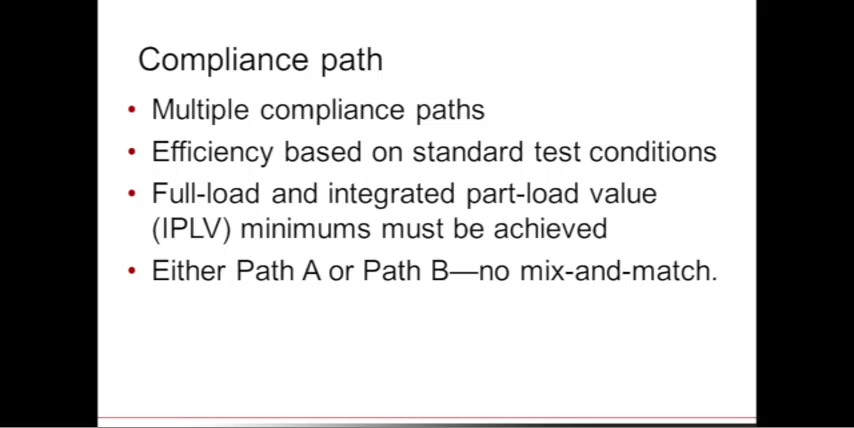 Compliance path
• Multiple compliance paths
• Efficiency based on standard test conditions
• Full-load and integrated part-load value
(IPLV) minimums must be achieved
• Either Path A or Path B—no mix-and-match.